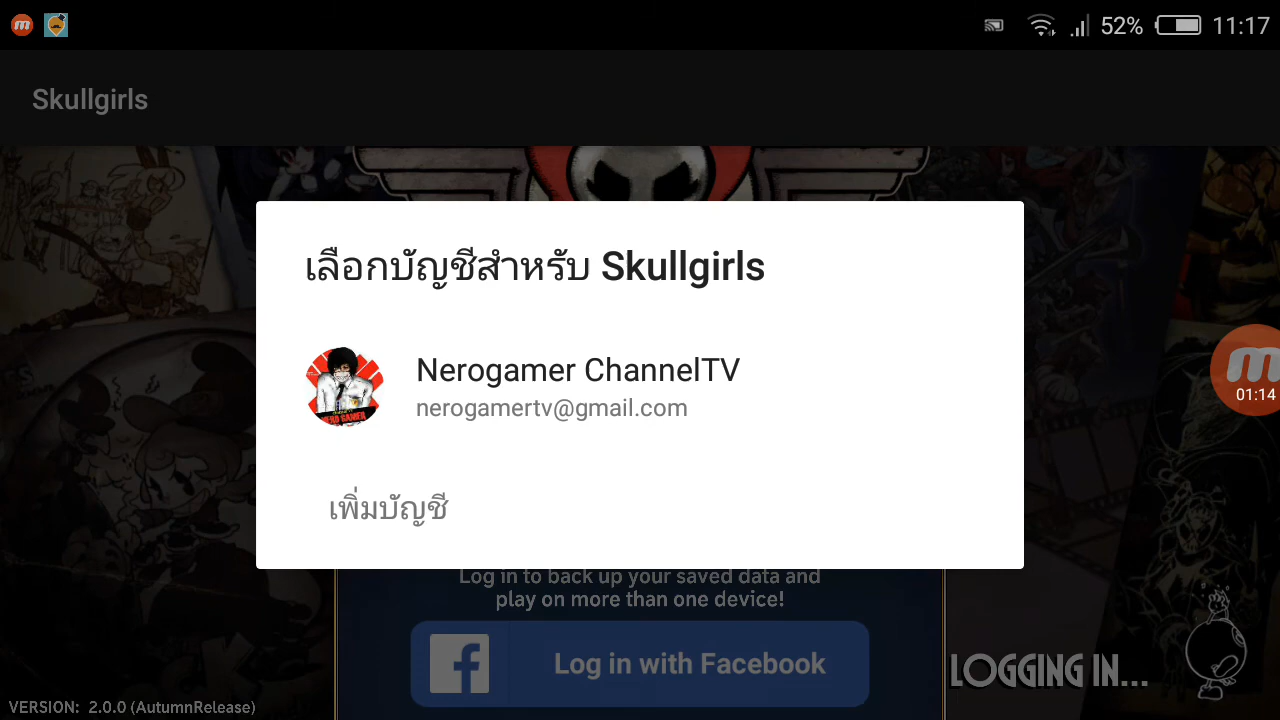 52% 11:17
Skullgirls
เลือกบัญชีสำหรับ Skullgirls
Nerogamer ChannelTV
nerogamertv@gmail.com
01:14
เพิ่มบัญชี
Log in to back up your saved data and
play on more than one device!
Log in with Facebook
LOGGING IN...
VERSION: 2.0.0 (AutumnRelease)